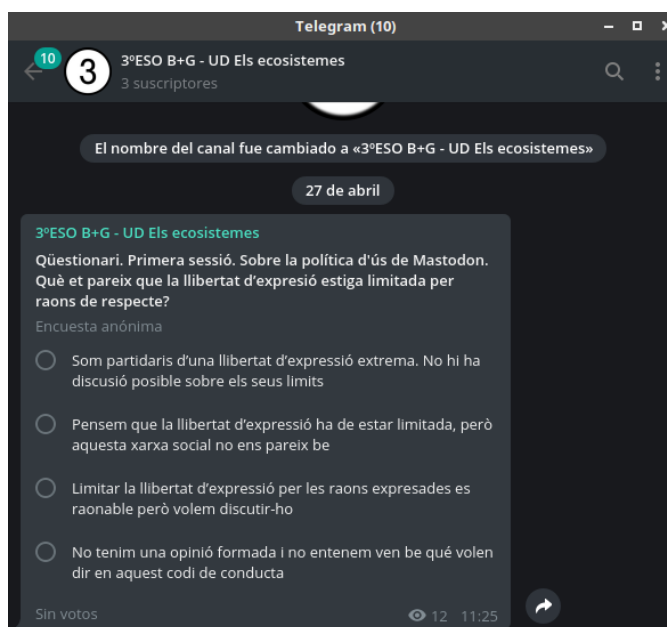 Telegram (10)
10
3
3ºESO B+G - UD Els ecosistemes
3 suscriptores
El nombre del canal fue cambiado a «3ºESO B+G - UD Els ecosistemes»
27 de abril
3ºESO B+G - UD Els ecosistemes
Qüestionari. Primera sessió. Sobre la política d'ús de Mastodon.
Què et pareix que la llibertat d’expresió estiga limitada per
raons de respecte?
Encuesta anónima
Som partidaris d’una llibertat d’expressió extrema. No hi ha
discusió posible sobre els seus limits
Pensem que la llibertat d’expressió ha de estar limitada, però
aquesta xarxa social no ens pareix be
Limitar la llibertat d’expressió per les raons expresades es
raonable però volem discutir-ho
No tenim una opinió formada i no entenem ven be qué volen
dir en aquest codi de conducta
Sin votos
12 11:25